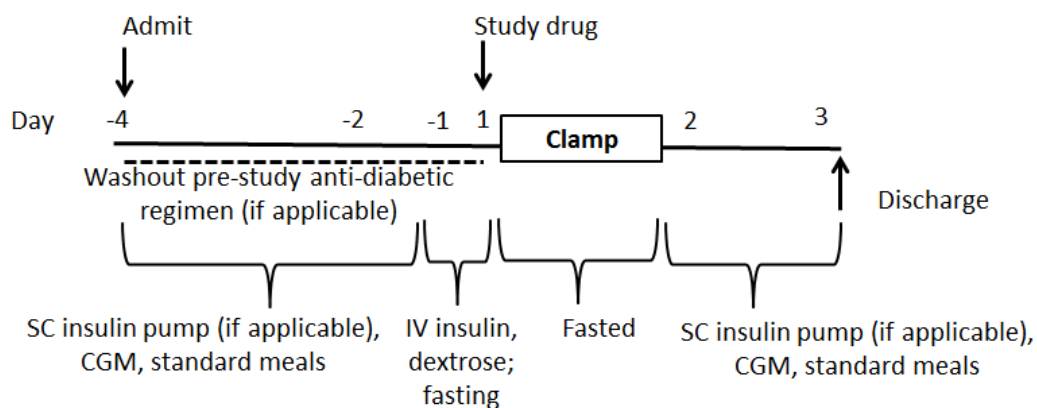 Admit
Study drug
Day
-4
-2
-1
1
Clamp
2
3
Washout pre-study anti-diabetic
regimen (if applicable)
Discharge
SC insulin pump (if applicable),
CGM, standard meals
IV insulin,
dextrose;
fasting
Fasted
SC insulin pump (if applicable),
CGM, standard meals